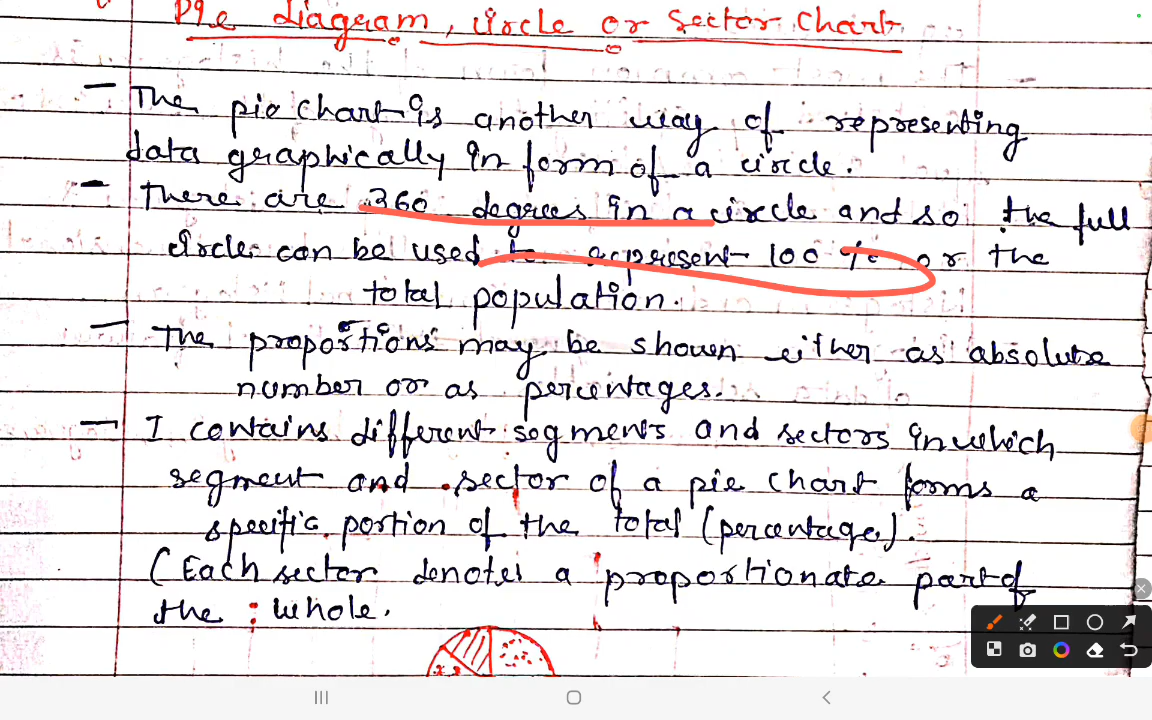 Pie diagram, circle or sector chart
- The pie chart is another way of representing
data graphically in form of a circle.
- There are 360 degrees in a circle and so the full
circle can be used to represent 100 % or the
total population.
- The proportions may be shown either as absolute
number or as percentages.
- I contains different segments and sectors in which
segment and sector of a pie chart forms a
specific portion of the total (percentage).
(Each sector denotes a proportionate part of
the whole.